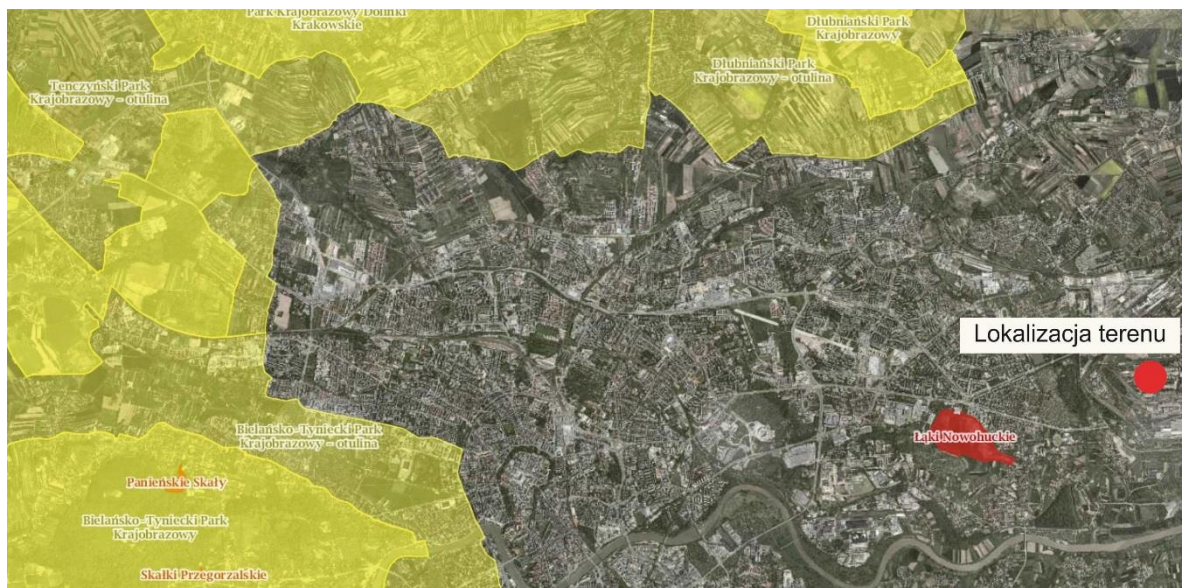 Park Krajobrazowy Dolinki
Krakowskie
Dłubniański Park
Krajobrazowy
Tenczyński Park
Krajobrazowy – otulina
Dłubniański Park
Krajobrazowy – otulina
Lokalizacja terenu
Bielańsko-Tyniecki Park
Krajobrazowy – otulina
Łąki Nowohuckie
Panieńskie Skały
Bielańsko-Tyniecki Park
Krajobrazowy
Skałki Przegorzalskie